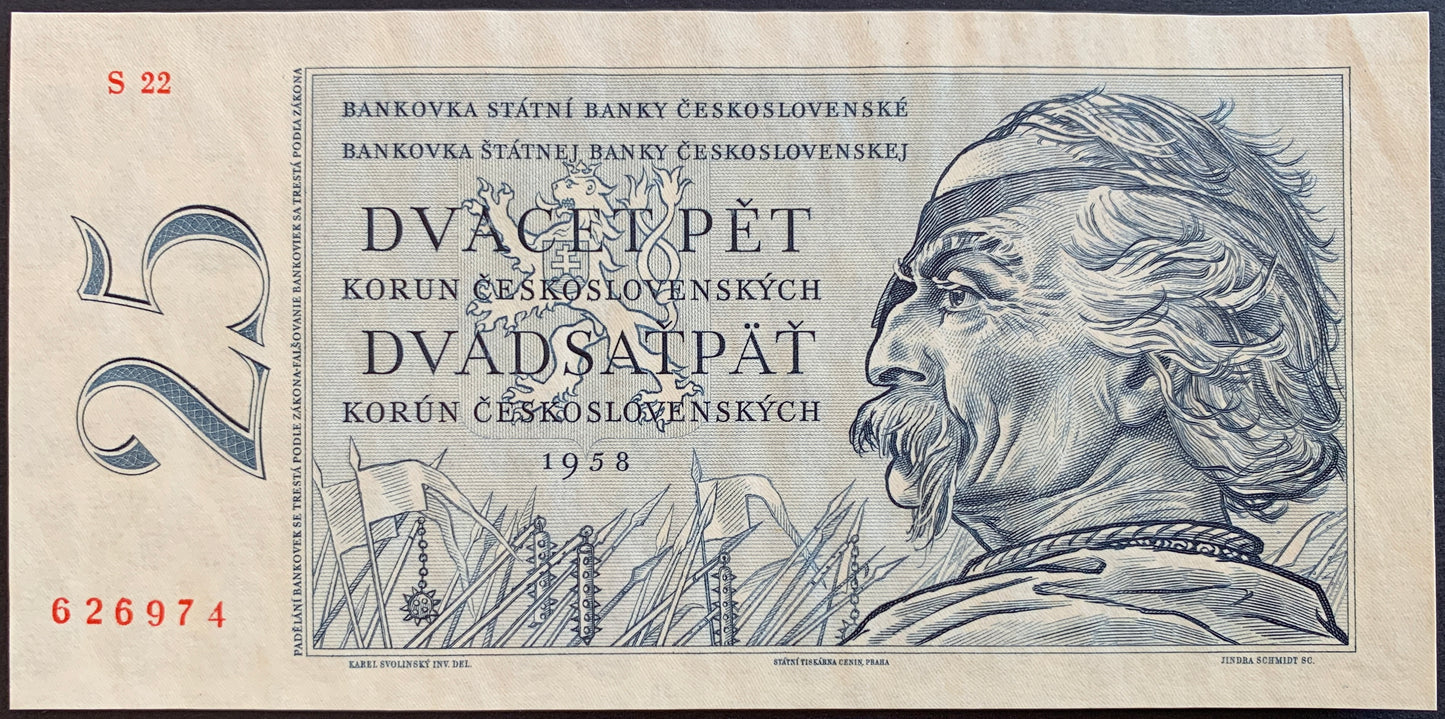 S 22
25
626974
PADĚLÁNÍ BANKOVEK SE TRESTÁ PODLE ZÁKONA-FALŠOVANIE BANKOVIEK SA TRESTÁ PODĽA ZÁKONA
BANKOVKA STÁTNÍ BANKY ČESKOSLOVENSKÉ
BANKOVKA ŠTÁTNEJ BANKY ČESKOSLOVENSKEJ
DVACET PĚT
KORUN ČESKOSLOVENSKÝCH
DVADSAŤPÄŤ
KORÚN ČESKOSLOVENSKÝCH
1958
KAREL SVOLINSKÝ INV. DEL.
STÁTNÍ TISKÁRNA CENIN, PRAHA
JINDRA SCHMIDT SC.